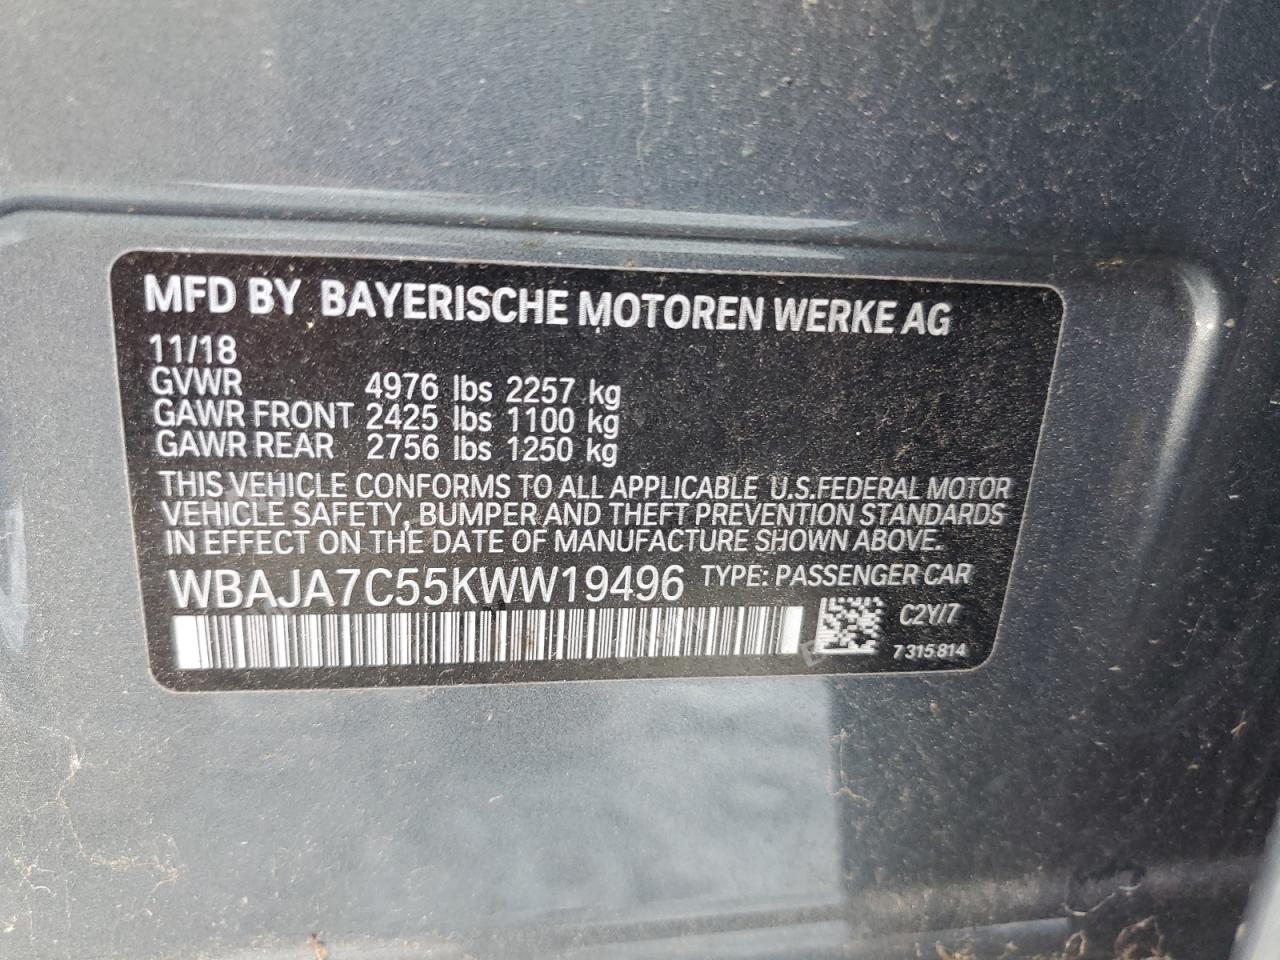 MFD BY BAYERISCHE MOTOREN WERKE AG
11/18
GVWR 4976 lbs 2257 kg
GAWR FRONT 2425 lbs 1100 kg
GAWR REAR 2756 lbs 1250 kg
THIS VEHICLE CONFORMS TO ALL APPLICABLE U.S.FEDERAL MOTOR
VEHICLE SAFETY, BUMPER AND THEFT PREVENTION STANDARDS
IN EFFECT ON THE DATE OF MANUFACTURE SHOWN ABOVE.
WBAJA7C55KWW19496 TYPE: PASSENGER CAR
C2Y/7
7 315 814